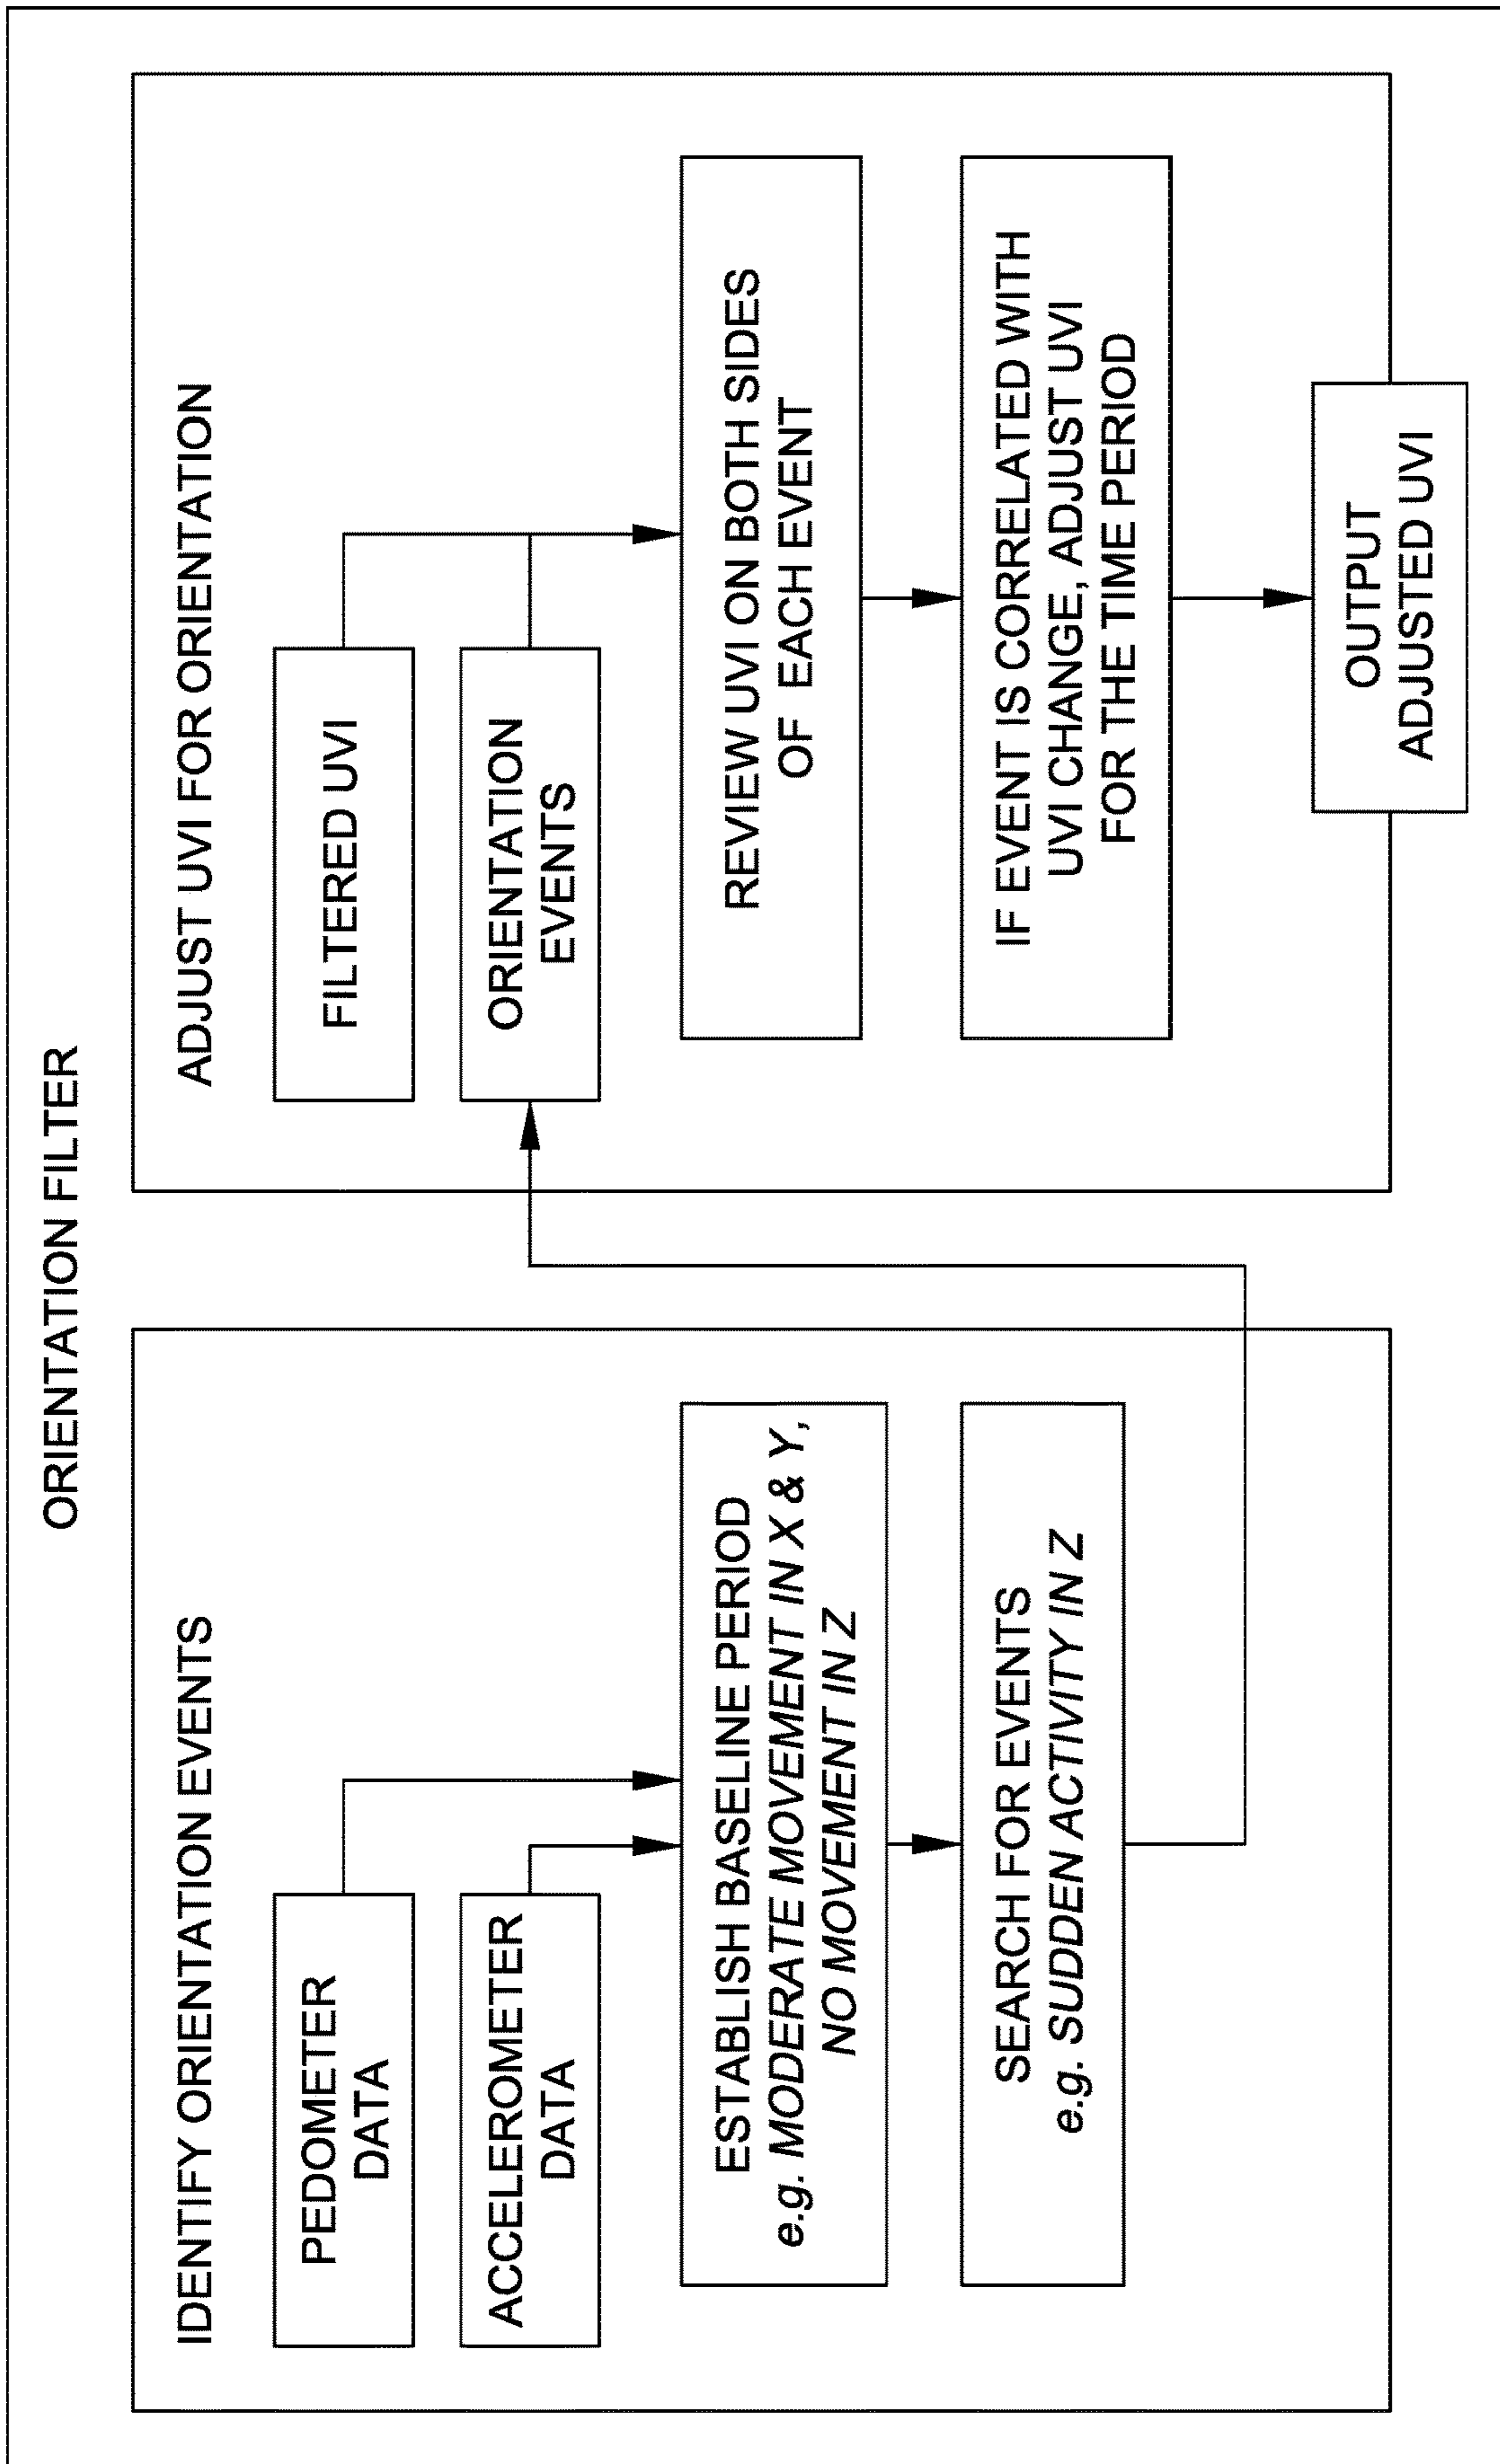 ORIENTATION FILTER
IDENTIFY ORIENTATION EVENTS
PEDOMETER
DATA
ACCELEROMETER
DATA
ESTABLISH BASELINE PERIOD
e.g. MODERATE MOVEMENT IN X & Y,
NO MOVEMENT IN Z
SEARCH FOR EVENTS
e.g. SUDDEN ACTIVITY IN Z
ADJUST UVI FOR ORIENTATION
FILTERED UVI
ORIENTATION
EVENTS
REVIEW UVI ON BOTH SIDES
OF EACH EVENT
IF EVENT IS CORRELATED WITH
UVI CHANGE, ADJUST UVI
FOR THE TIME PERIOD
OUTPUT
ADJUSTED UVI